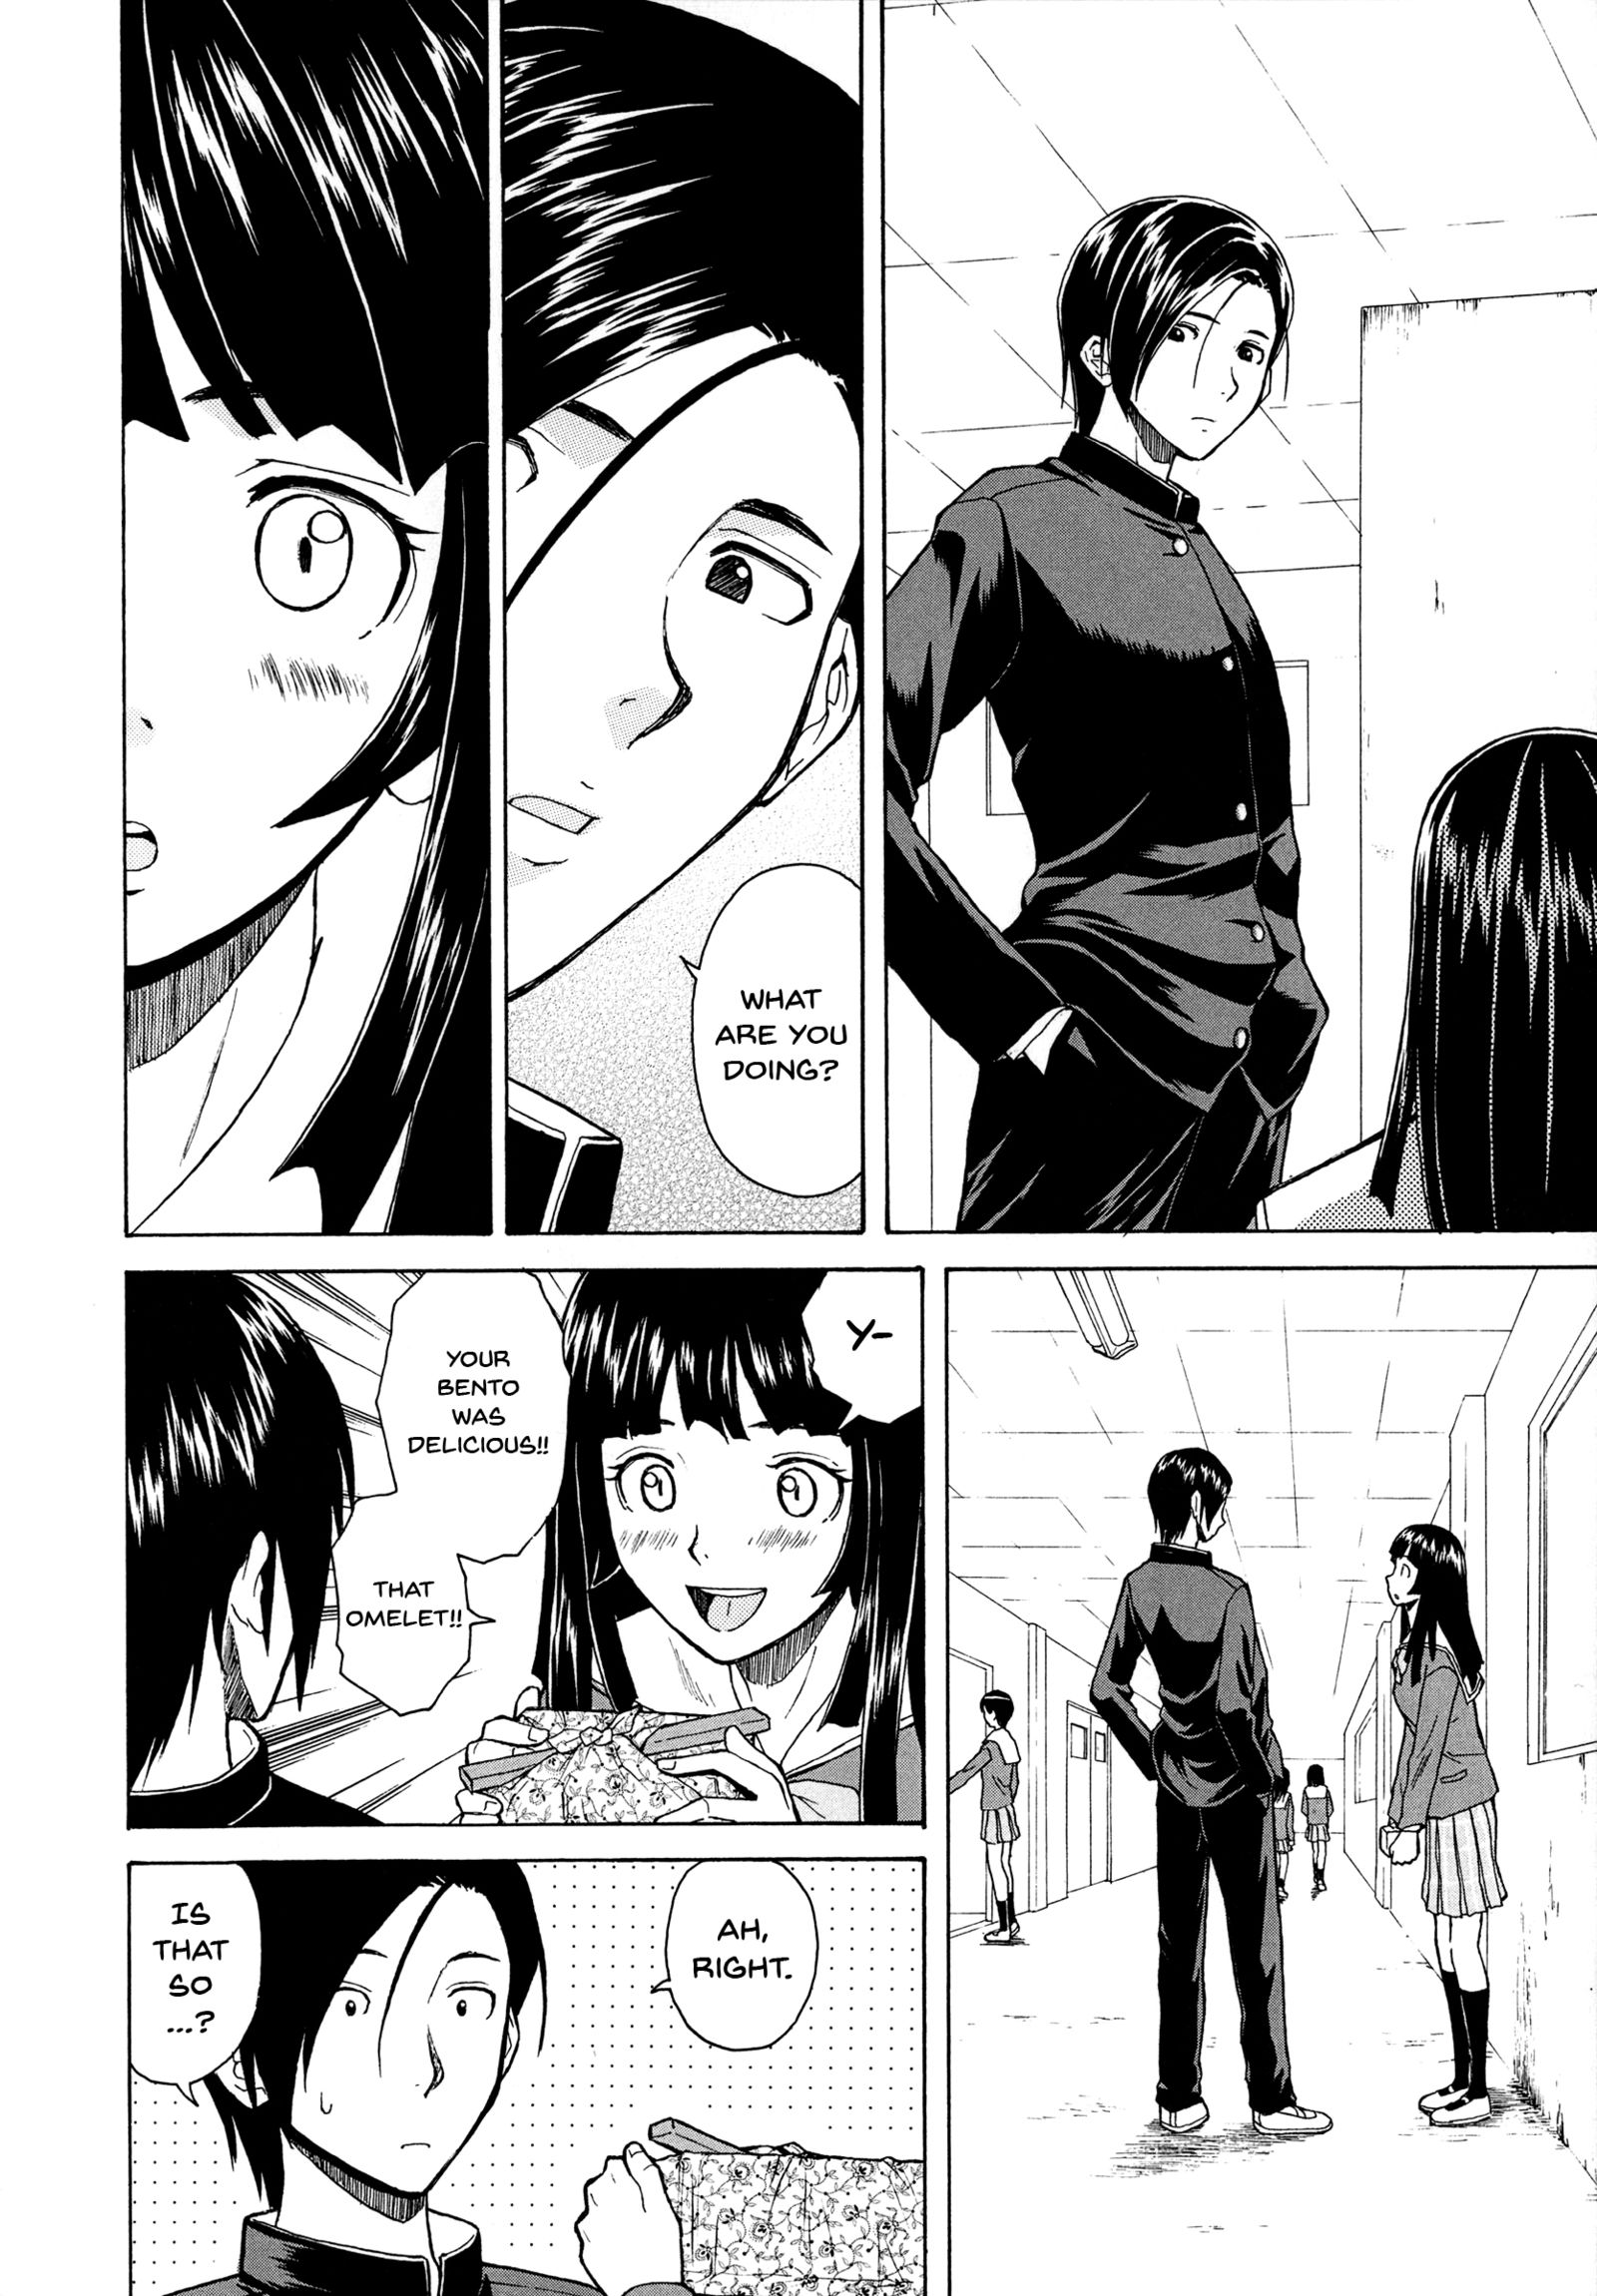 WHAT
ARE YOU
DOING?
Y-
YOUR
BENTO
WAS
DELICIOUS!!
THAT
OMELET!!
AH,
RIGHT.
IS
THAT
SO
...?